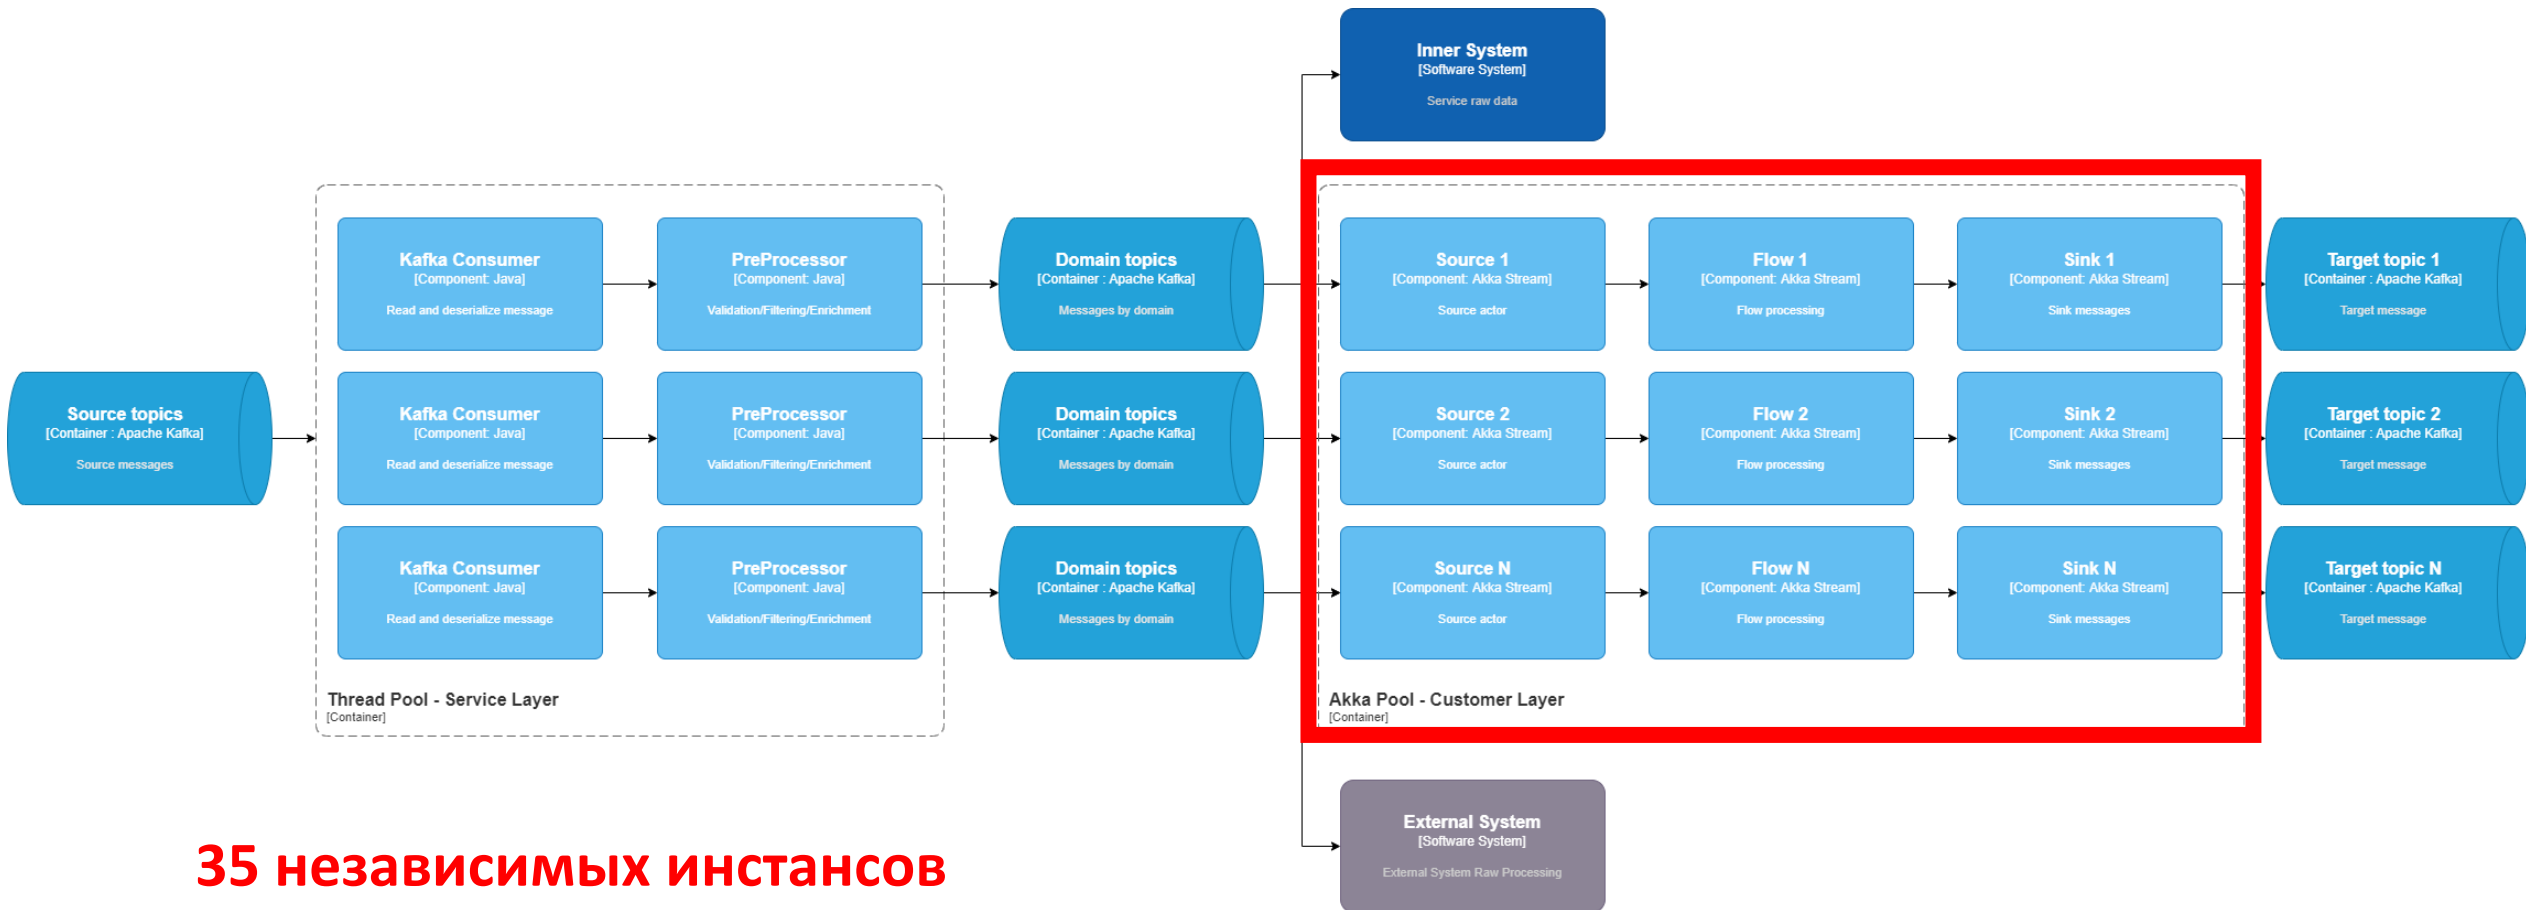 Inner System
[Software System]
Service raw data
Source topics
[Container : Apache Kafka]
Source messages
Kafka Consumer
[Component: Java]
Read and deserialize message
PreProcessor
[Component: Java]
Validation/Filtering/Enrichment
Domain topics
[Container : Apache Kafka]
Messages by domain
Source 1
[Component: Akka Stream]
Source actor
Flow 1
[Component: Akka Stream]
Flow processing
Sink 1
[Component: Akka Stream]
Sink messages
Target topic 1
[Container : Apache Kafka]
Target message
Kafka Consumer
[Component: Java]
Read and deserialize message
PreProcessor
[Component: Java]
Validation/Filtering/Enrichment
Domain topics
[Container : Apache Kafka]
Messages by domain
Source 2
[Component: Akka Stream]
Source actor
Flow 2
[Component: Akka Stream]
Flow processing
Sink 2
[Component: Akka Stream]
Sink messages
Target topic 2
[Container : Apache Kafka]
Target message
Kafka Consumer
[Component: Java]
Read and deserialize message
PreProcessor
[Component: Java]
Validation/Filtering/Enrichment
Domain topics
[Container : Apache Kafka]
Messages by domain
Source N
[Component: Akka Stream]
Source actor
Flow N
[Component: Akka Stream]
Flow processing
Sink N
[Component: Akka Stream]
Sink messages
Target topic N
[Container : Apache Kafka]
Target message
Thread Pool - Service Layer
[Container]
Akka Pool - Customer Layer
[Container]
External System
[Software System]
External System Raw Processing
35 независимых инстансов